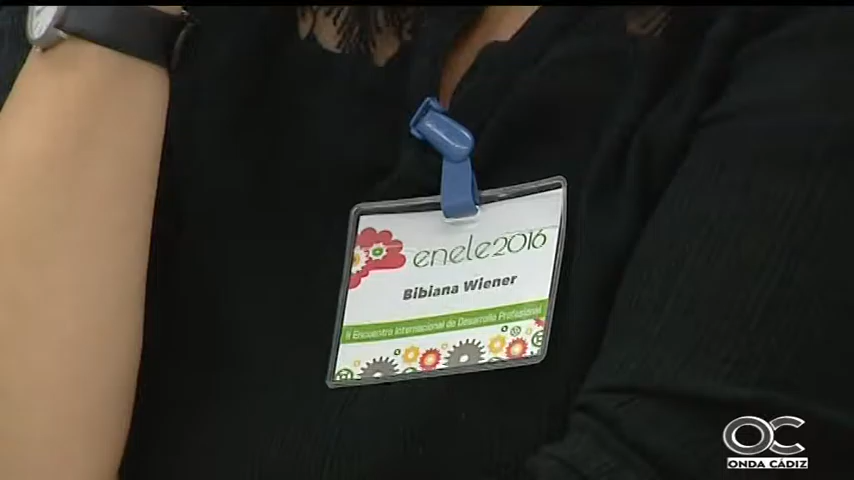 enele2016
Bibiana Wiener
II Encuentro Internacional de Desarrollo Profesional
OC
ONDA CÁDIZ